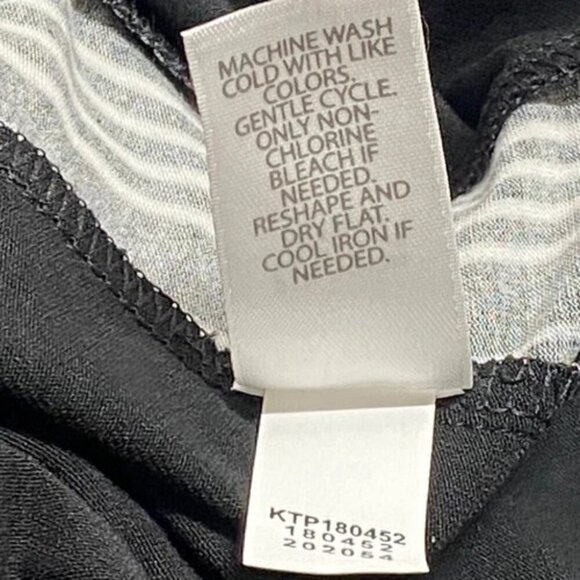 MACHINE WASH
COLD WITH LIKE
COLORS.
GENTLE CYCLE.
ONLY NON-
CHLORINE
BLEACH IF
NEEDED.
RESHAPE AND
DRY FLAT.
COOL IRON IF
NEEDED.
KTP180452
180452
202054